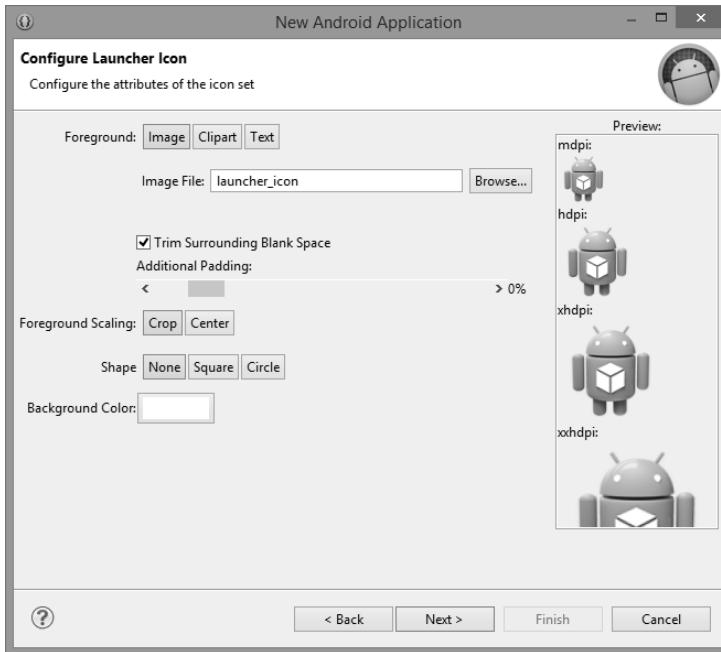 New Android Application
Configure Launcher Icon
Configure the attributes of the icon set
Foreground: Image Clipart Text
Image File: launcher_icon Browse...
Trim Surrounding Blank Space
Additional Padding:
0%
Foreground Scaling: Crop Center
Shape None Square Circle
Background Color:
Preview:
mdpi:
hdpi:
xhdpi:
xxhdpi:
< Back Next > Finish Cancel